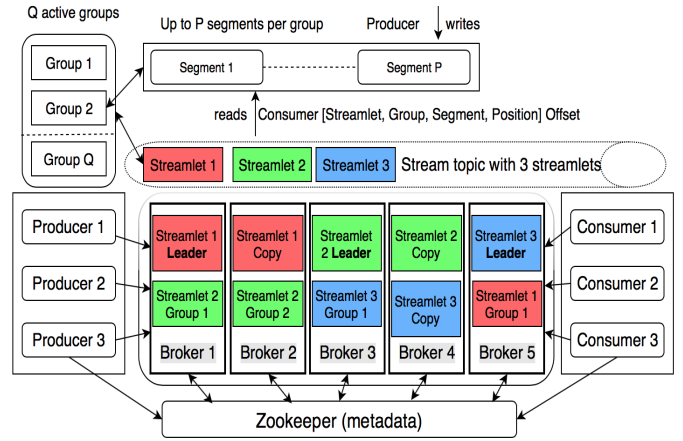 Q active groups
Up to P segments per group
Producer
writes
Group 1
Group 2
Group Q
Segment 1
Segment P
reads
Consumer [Streamlet, Group, Segment, Position] Offset
Streamlet 1
Streamlet 2
Streamlet 3
Stream topic with 3 streamlets
Producer 1
Producer 2
Producer 3
Streamlet 1
Leader
Streamlet 2
Group 1
Broker 1
Streamlet 1
Copy
Streamlet 2
Group 2
Broker 2
Streamlet
2 Leader
Streamlet 3
Group 1
Broker 3
Streamlet 2
Copy
Streamlet 3
Copy
Broker 4
Streamlet 3
Leader
Streamlet 1
Group 1
Broker 5
Consumer 1
Consumer 2
Consumer 3
Zookeeper (metadata)